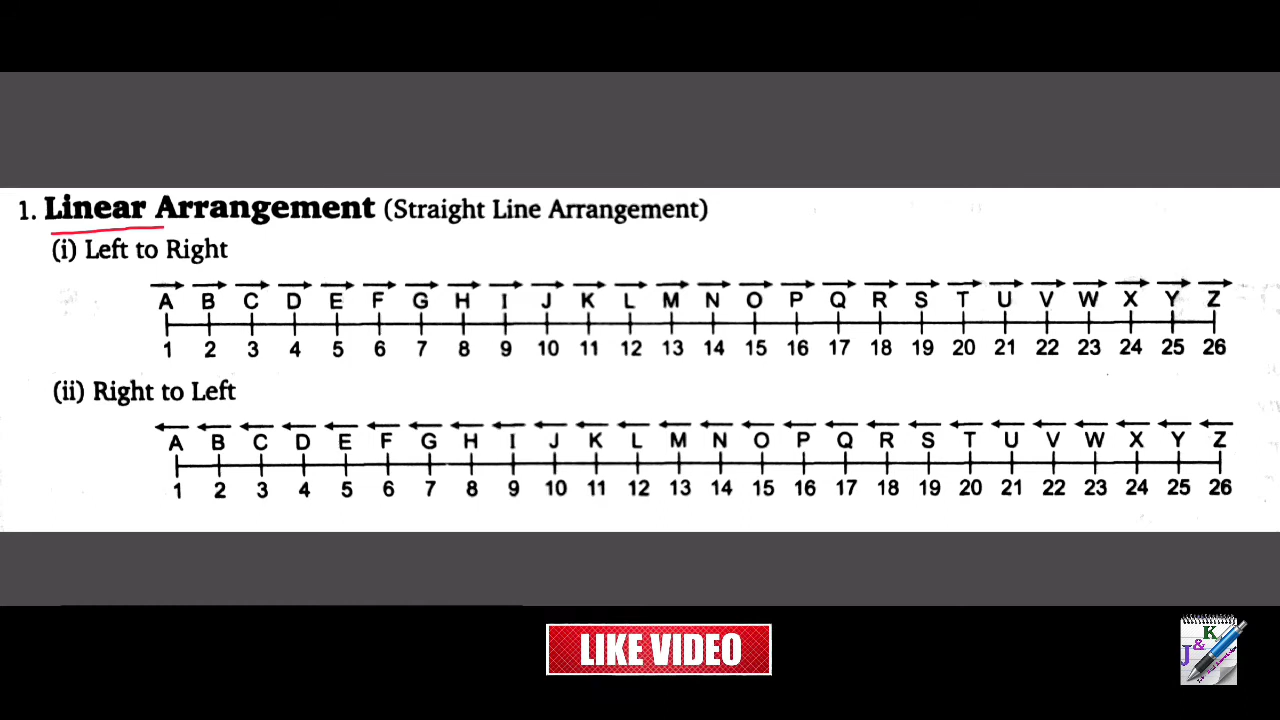 1. Linear Arrangement (Straight Line Arrangement)
(i) Left to Right
A B C D E F G H I J K L M N O P Q R S T U V W X Y Z
1 2 3 4 5 6 7 8 9 10 11 12 13 14 15 16 17 18 19 20 21 22 23 24 25 26
(ii) Right to Left
A B C D E F G H I J K L M N O P Q R S T U V W X Y Z
1 2 3 4 5 6 7 8 9 10 11 12 13 14 15 16 17 18 19 20 21 22 23 24 25 26
LIKE VIDEO
J & K